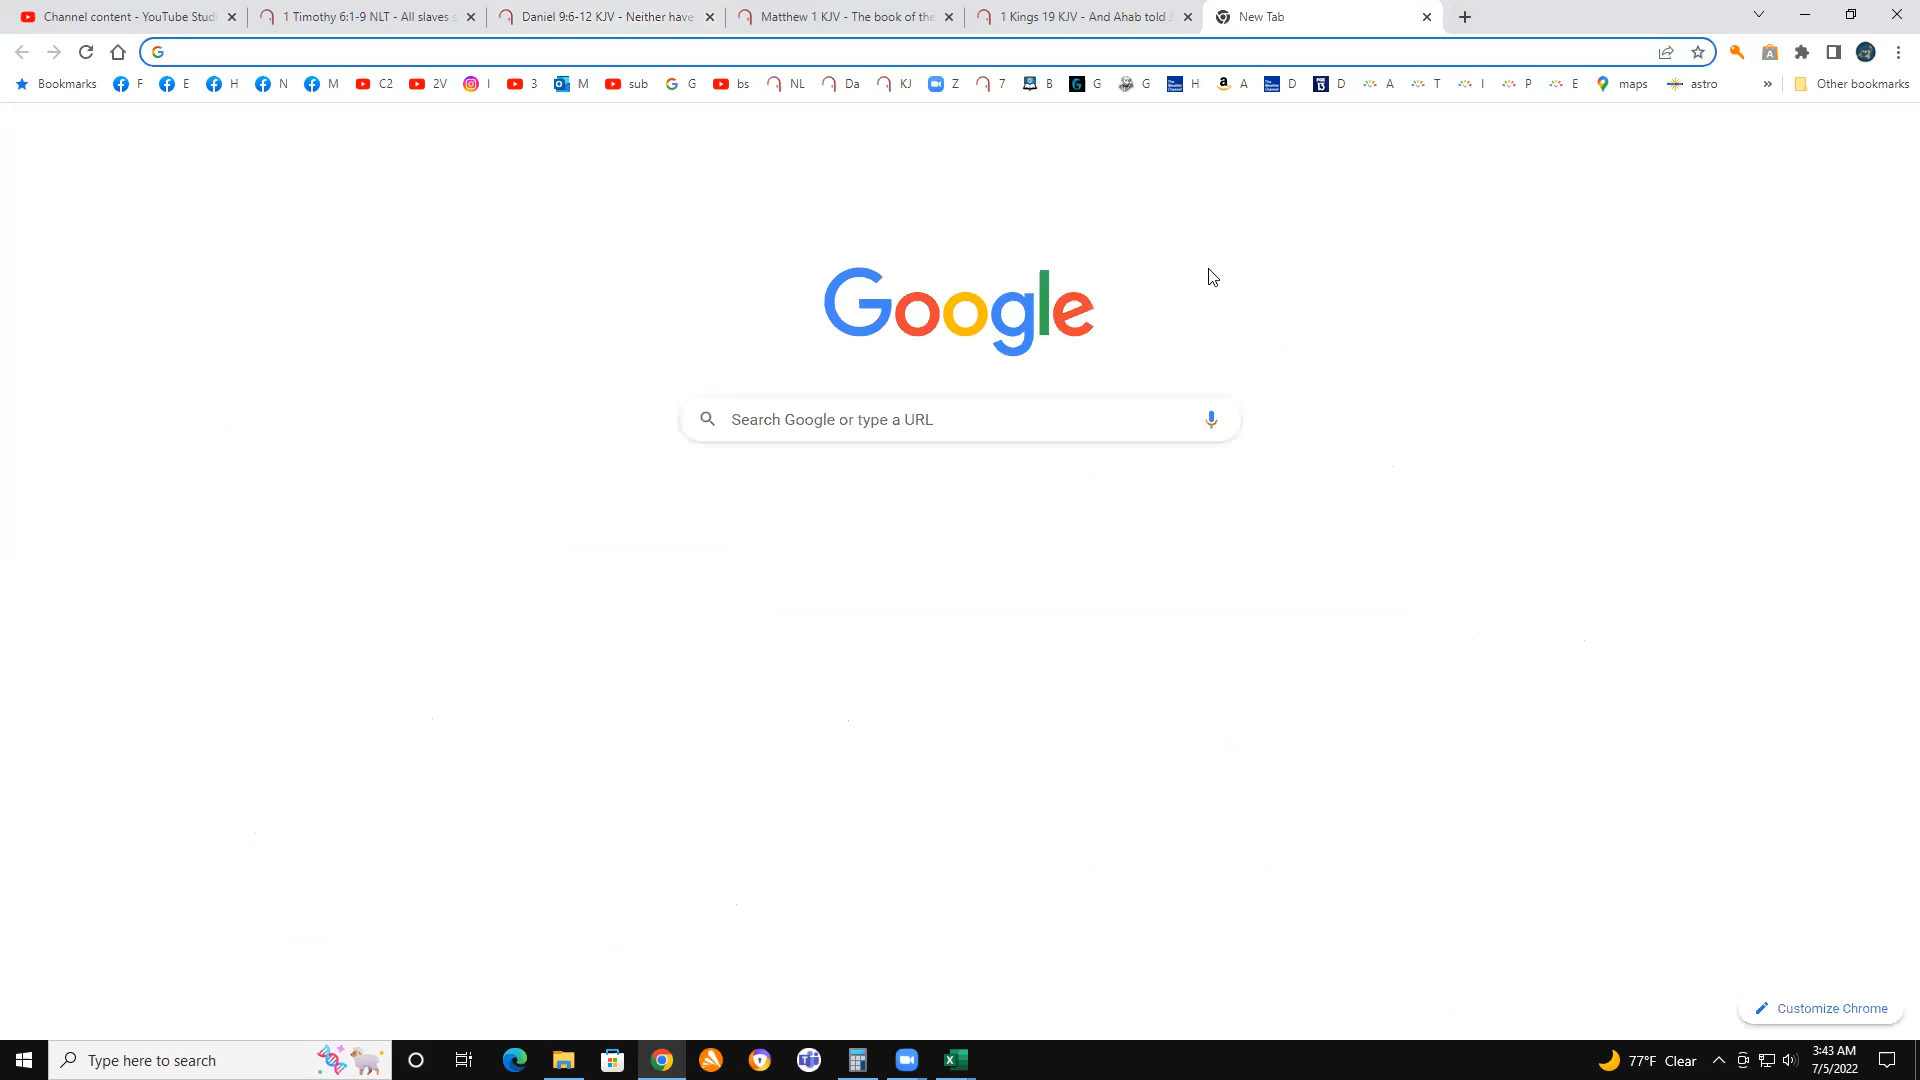 Channel content - YouTube Studi
1 Timothy 6:1-9 NLT - All slaves s
Daniel 9:6-12 KJV - Neither have
Matthew 1 KJV - The book of the
1 Kings 19 KJV - And Ahab told J
New Tab
Bookmarks F E H N M C2 2V I 3 M sub G bs NL Da KJ Z 7 B G G H A D D A T I P E maps astro » Other bookmarks
Google
Search Google or type a URL
Customize Chrome
Type here to search
77°F Clear
3:43 AM
7/5/2022